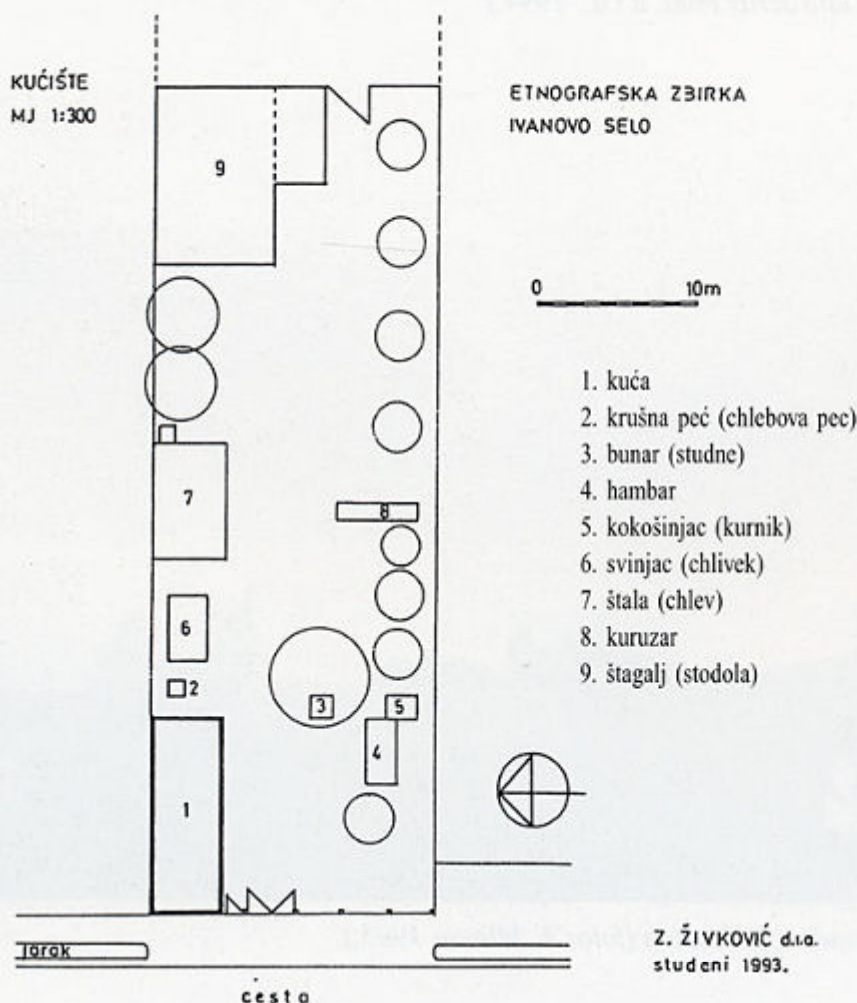 KUĆIŠTE
MJ 1:300
ETNOGRAFSKA ZBIRKA
IVANOVO SELO
0 10m
1. kuća
2. krušna peć (chlebova pec)
3. bunar (studne)
4. hambar
5. kokošinjac (kurnik)
6. svinjac (chlivek)
7. štala (chlev)
8. kuruzar
9. štagalj (stodola)
9
7
8
6
2
3
5
4
1
jarak
cesta
Z. ŽIVKOVIĆ d.i.a.
studeni 1993.